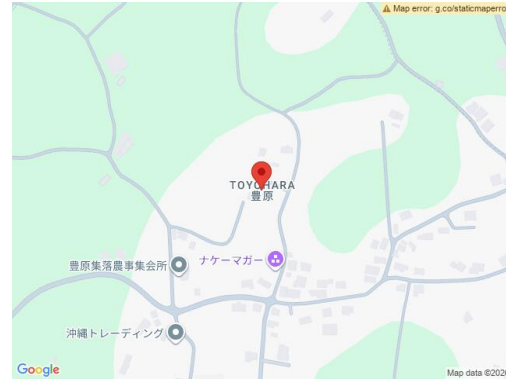 Map error: g.co/staticmaperro
TOYOHARA
豊原
ナケーマガー
豊原集落農事集会所
沖縄トレーディング
Google
Map data ©2026